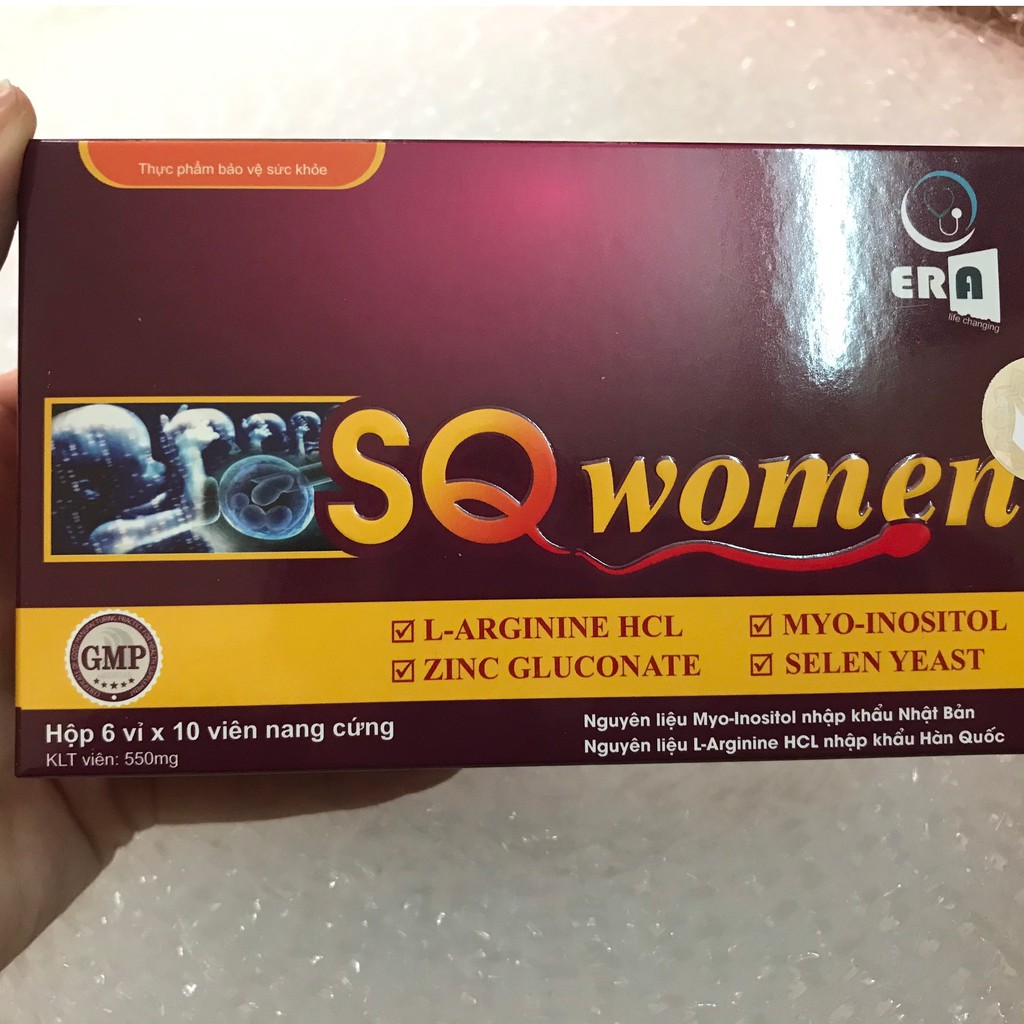 Thực phẩm bảo vệ sức khỏe
ERA
life changing
SQ women
☑ L-ARGININE HCL ☑ MYO-INOSITOL
☑ ZINC GLUCONATE ☑ SELEN YEAST
GMP
Hộp 6 vỉ x 10 viên nang cứng
KLT viên: 550mg
Nguyên liệu Myo-Inositol nhập khẩu Nhật Bản
Nguyên liệu L-Arginine HCL nhập khẩu Hàn Quốc